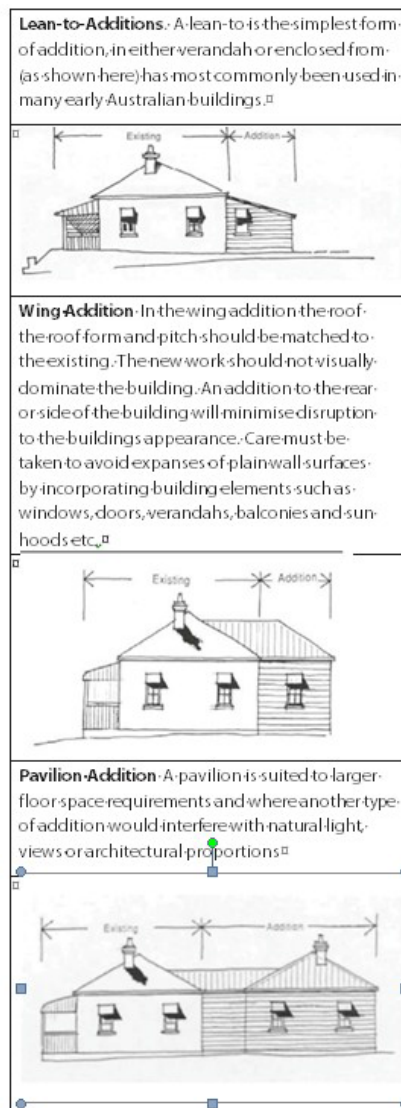 Lean-to-Additions. A lean-to is the simplest form
of addition, in either verandah or enclosed from
(as shown here) has most commonly been used in
many early Australian buildings.¤
¤
Existing Addition
Wing Addition In the wing addition the roof
the roof form and pitch should be matched to
the existing. The new work should not visually
dominate the building. An addition to the rear
or side of the building will minimise disruption
to the buildings appearance. Care must be
taken to avoid expanses of plain wall surfaces
by incorporating building elements such as
windows, doors, verandahs, balconies and sun
hoods etc,.¤
¤
Existing Addition
Pavilion Addition A pavilion is suited to larger
floor space requirements and where another type
of addition would interfere with natural light,
views or architectural proportions¤
¤
Existing Addition